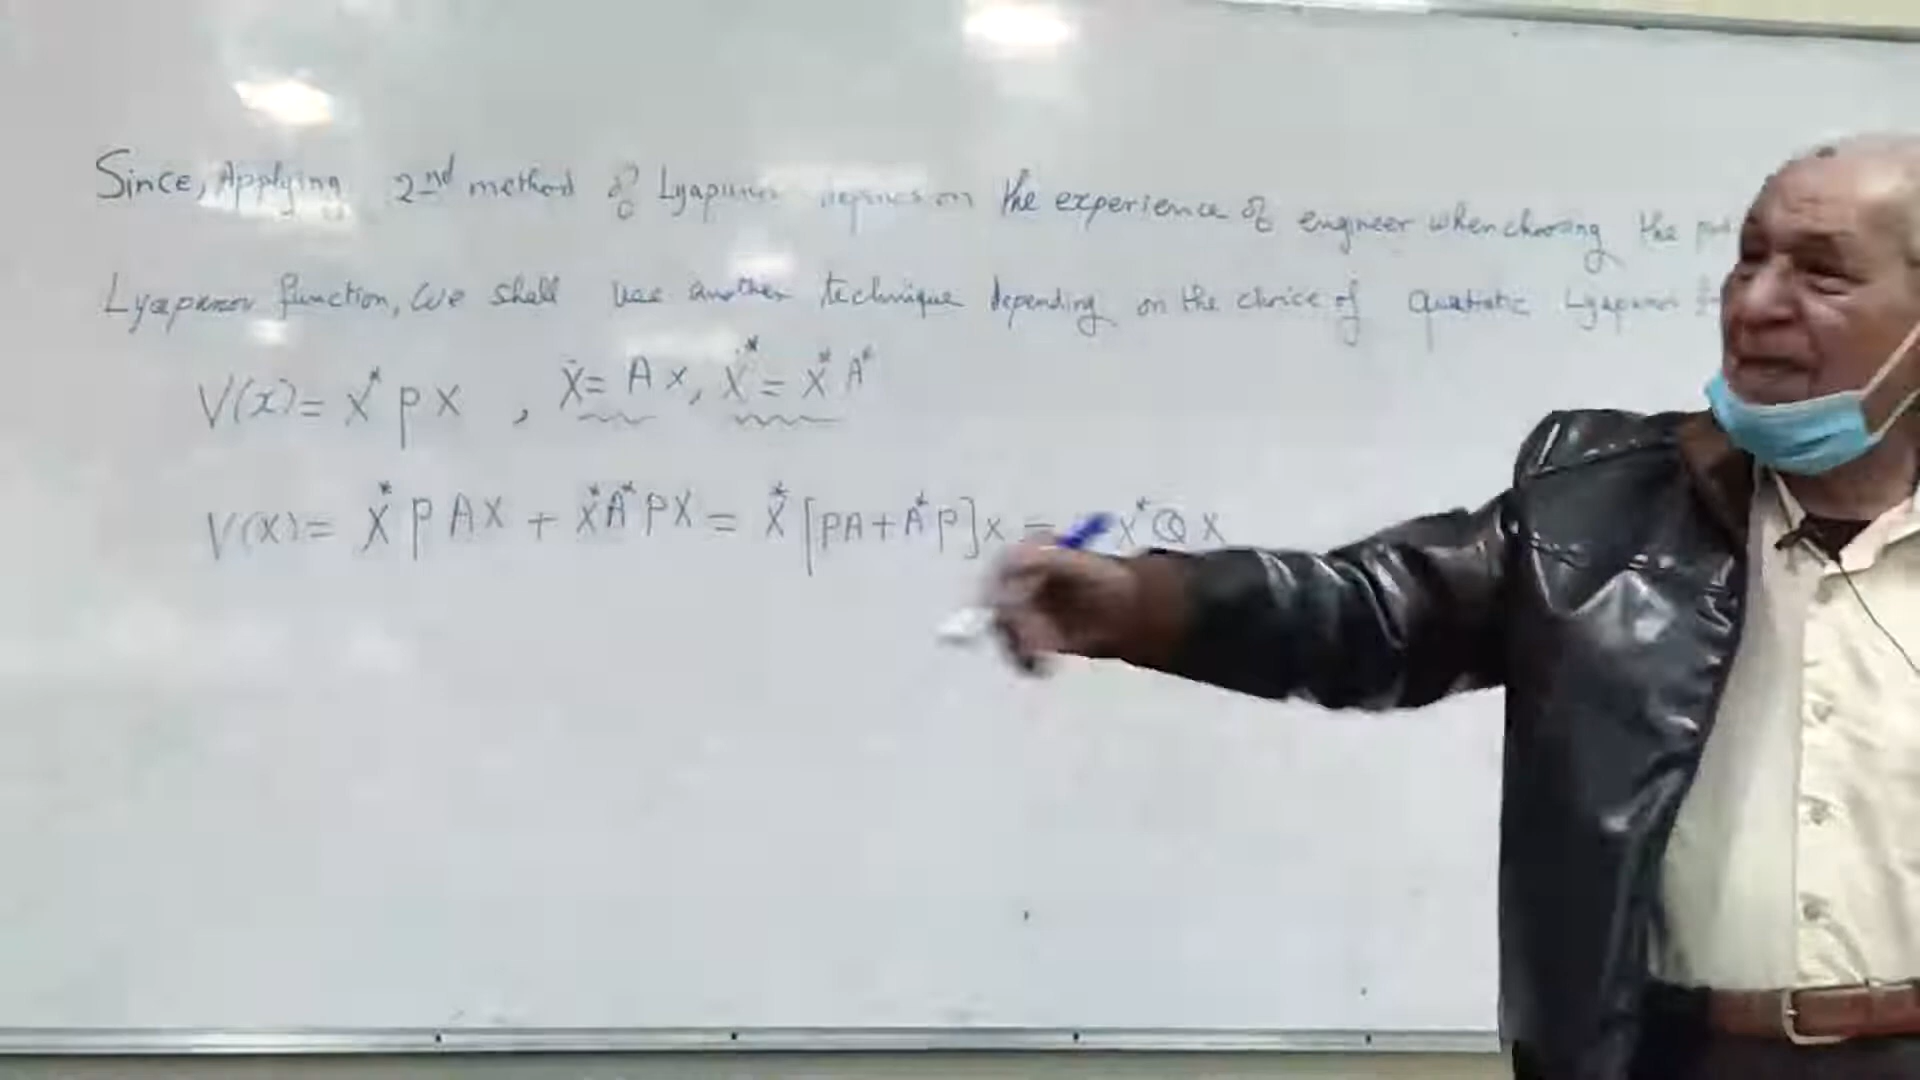 Since, Applying 2nd method of Lyapunov on the experience of engineer when choosing the
Lyapunov function, We shall use another technique depending on the choice of quadratic Lyapunov
V(x) = x* P x , ẋ = A x, ẋ* = x* A*
V(x) = x* P A x + x* A* P x = x* [PA + A* P] x = x* Q x